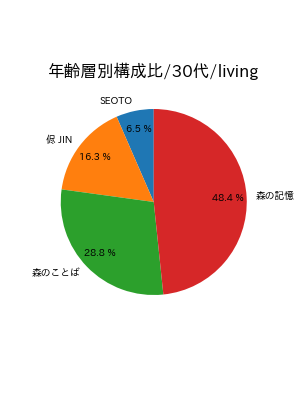 年齢層別構成比/30代/living
SEOTO
6.5 %
侭 JIN
16.3 %
48.4 %
森の記憶
28.8 %
森のことば